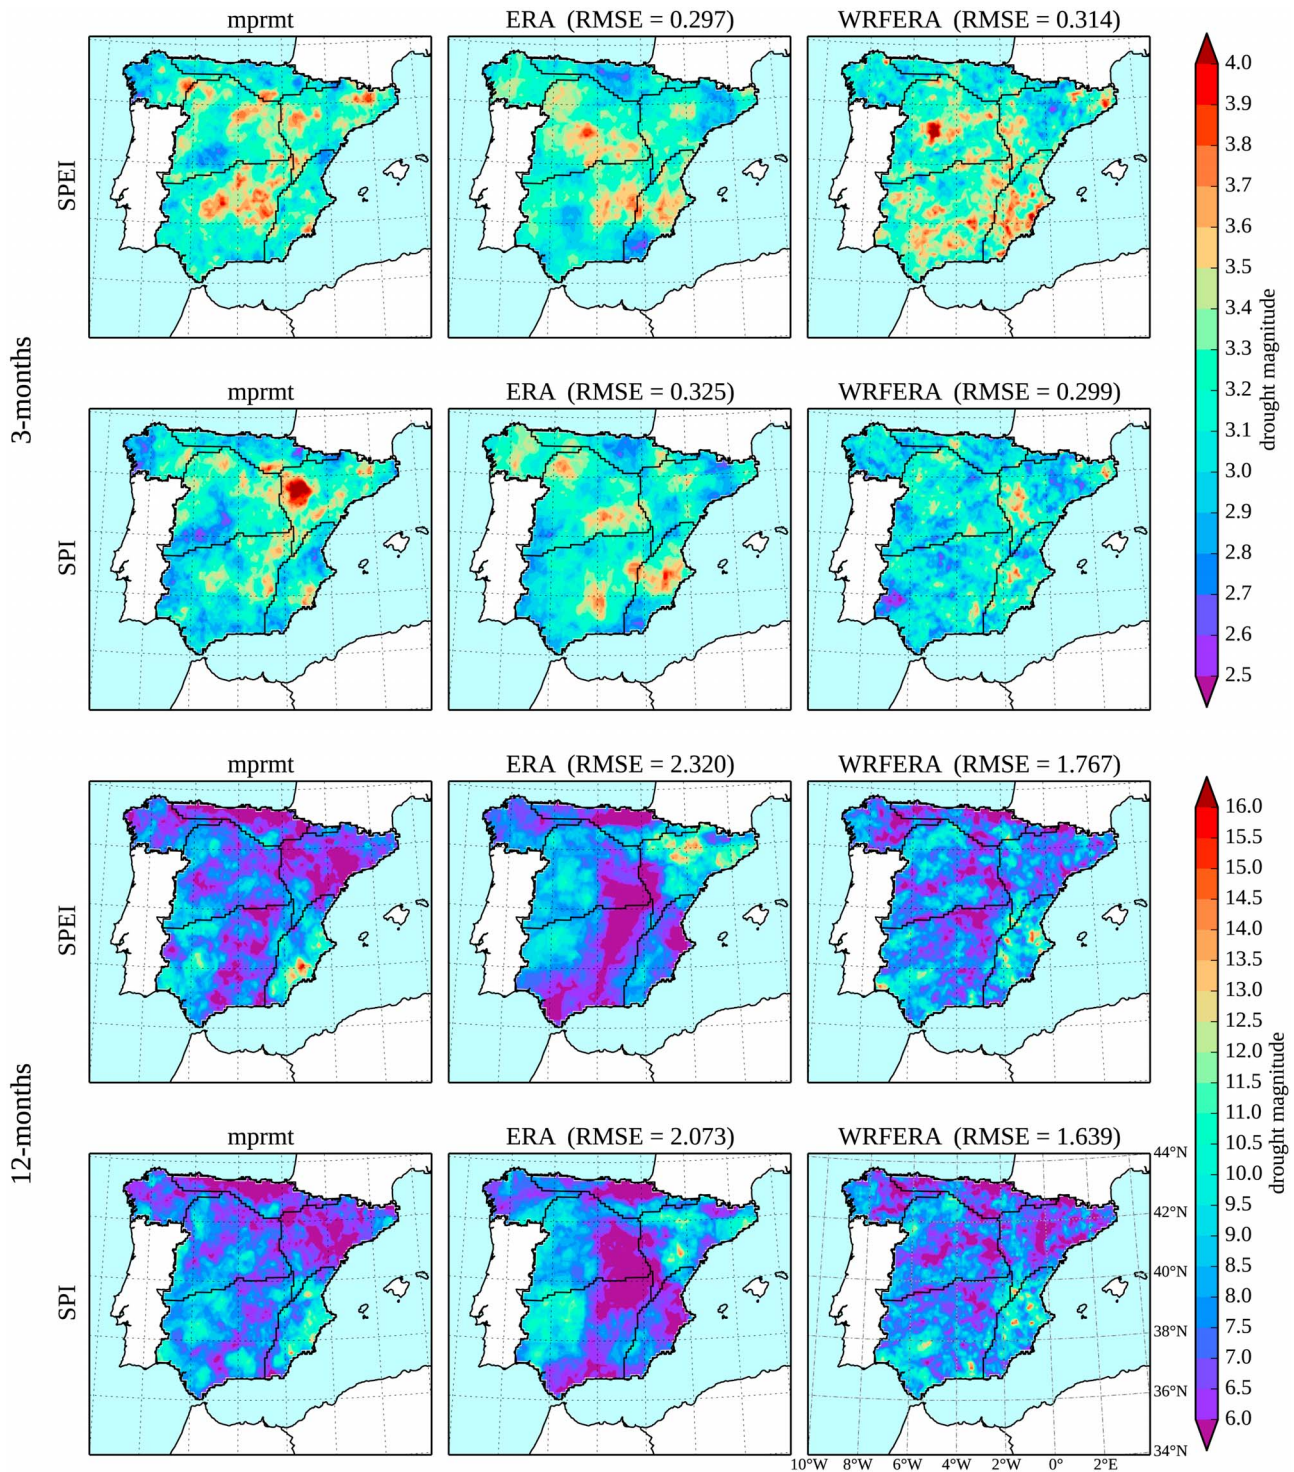 mprmt
ERA (RMSE = 0.297)
WRFERA (RMSE = 0.314)
SPEI
4.0
3.9
3.8
3.7
3.6
3.5
3.4
3.3
3.2
3.1
3.0
2.9
2.8
2.7
2.6
2.5
drought magnitude
3-months
mprmt
ERA (RMSE = 0.325)
WRFERA (RMSE = 0.299)
SPI
mprmt
ERA (RMSE = 2.320)
WRFERA (RMSE = 1.767)
SPEI
16.0
15.5
15.0
14.5
14.0
13.5
13.0
12.5
12.0
11.5
11.0
10.5
10.0
9.5
9.0
8.5
8.0
7.5
7.0
6.5
6.0
drought magnitude
12-months
mprmt
ERA (RMSE = 2.073)
WRFERA (RMSE = 1.639)
SPI
44°N
42°N
40°N
38°N
36°N
34°N
10°W 8°W 6°W 4°W 2°W 0° 2°E